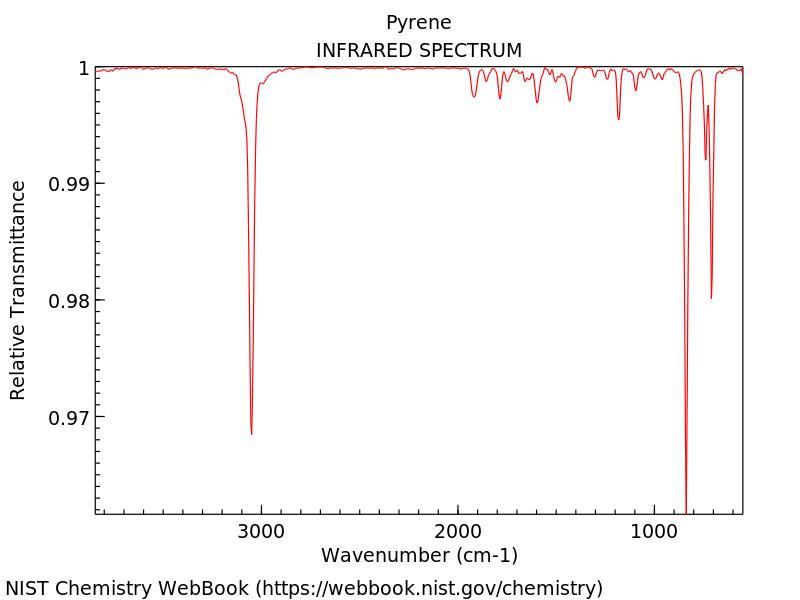 Pyrene
INFRARED SPECTRUM
1
0.99
0.98
0.97
Relative Transmittance
3000 2000 1000
Wavenumber (cm-1)
NIST Chemistry WebBook (https://webbook.nist.gov/chemistry)